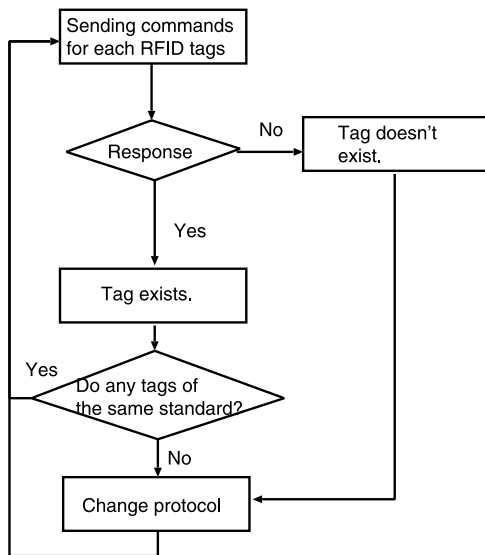 Sending commands
for each RFID tags
Response
No
Tag doesn't
exist.
Yes
Tag exists.
Yes
Do any tags of
the same standard?
No
Change protocol